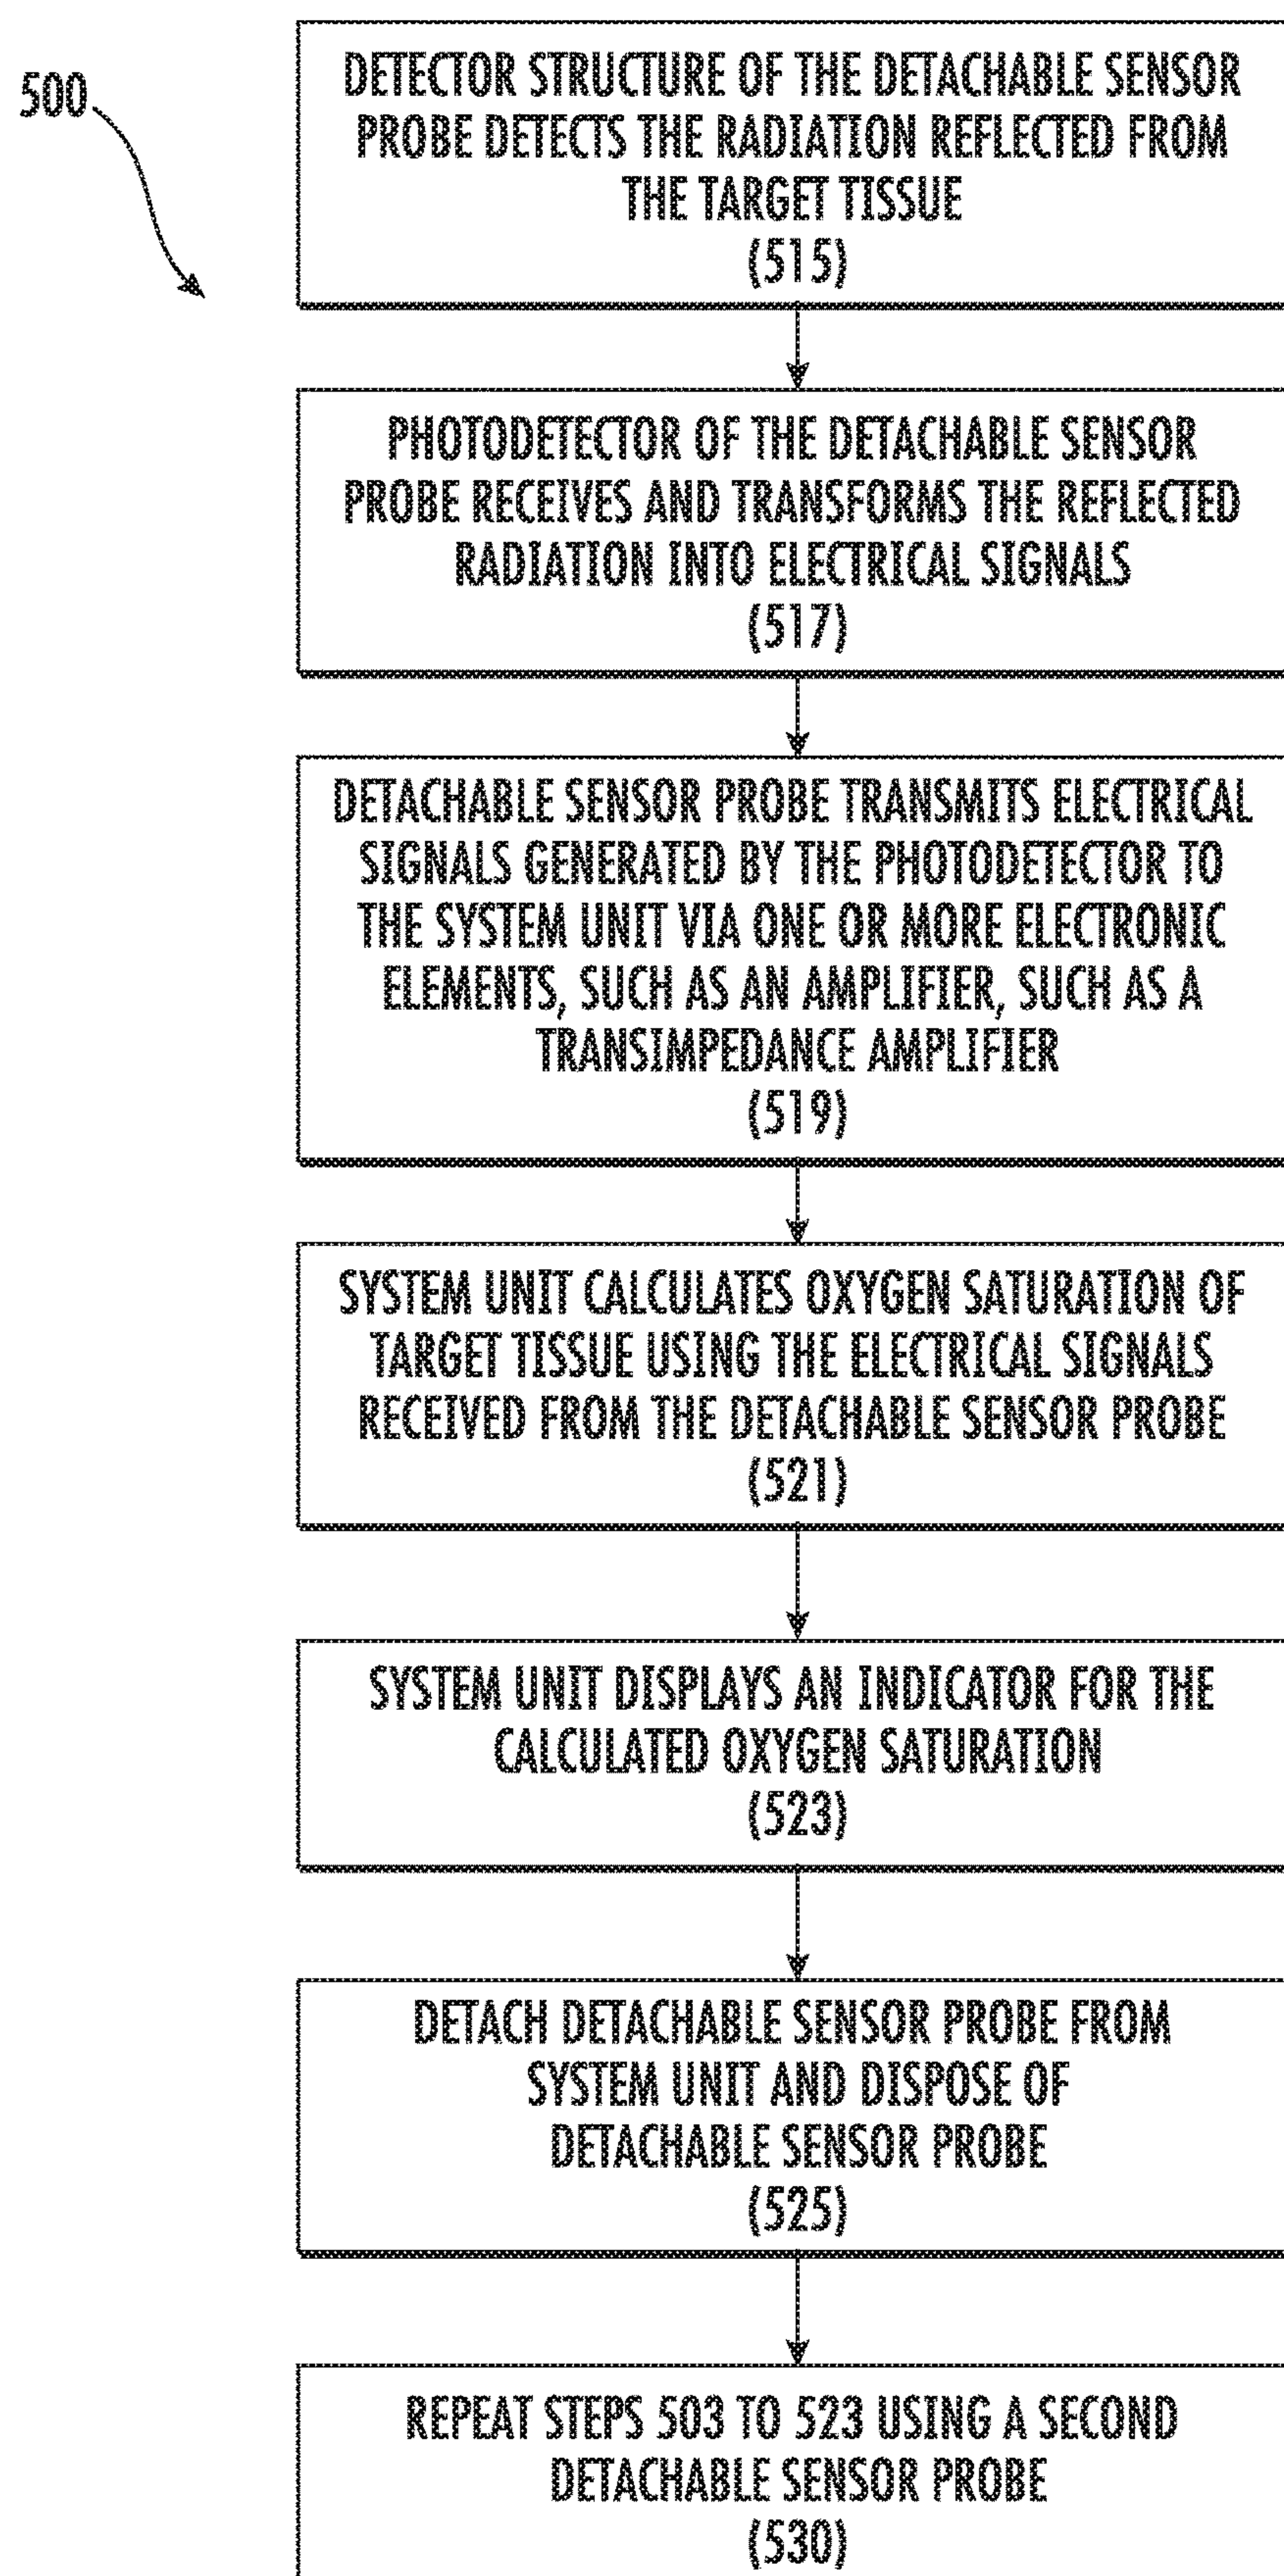 500
DETECTOR STRUCTURE OF THE DETACHABLE SENSOR
PROBE DETECTS THE RADIATION REFLECTED FROM
THE TARGET TISSUE
(515)
PHOTODETECTOR OF THE DETACHABLE SENSOR
PROBE RECEIVES AND TRANSFORMS THE REFLECTED
RADIATION INTO ELECTRICAL SIGNALS
(517)
DETACHABLE SENSOR PROBE TRANSMITS ELECTRICAL
SIGNALS GENERATED BY THE PHOTODETECTOR TO
THE SYSTEM UNIT VIA ONE OR MORE ELECTRONIC
ELEMENTS, SUCH AS AN AMPLIFIER, SUCH AS A
TRANSIMPEDANCE AMPLIFIER
(519)
SYSTEM UNIT CALCULATES OXYGEN SATURATION OF
TARGET TISSUE USING THE ELECTRICAL SIGNALS
RECEIVED FROM THE DETACHABLE SENSOR PROBE
(521)
SYSTEM UNIT DISPLAYS AN INDICATOR FOR THE
CALCULATED OXYGEN SATURATION
(523)
DETACH DETACHABLE SENSOR PROBE FROM
SYSTEM UNIT AND DISPOSE OF
DETACHABLE SENSOR PROBE
(525)
REPEAT STEPS 503 TO 523 USING A SECOND
DETACHABLE SENSOR PROBE
(530)